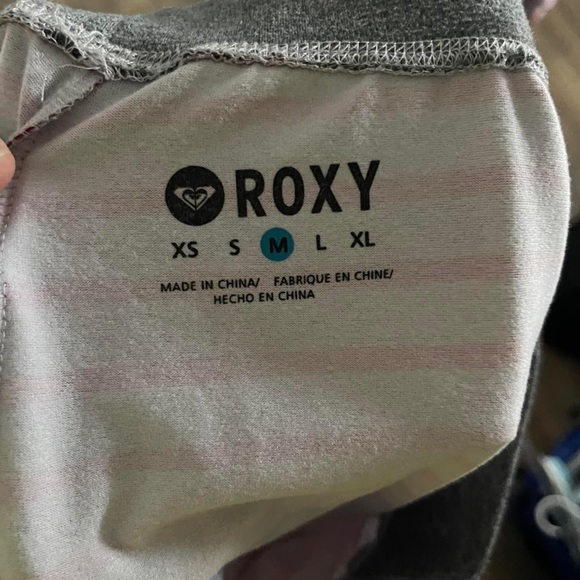 ROXY
XS S M L XL
MADE IN CHINA/ FABRIQUE EN CHINE/
HECHO EN CHINA